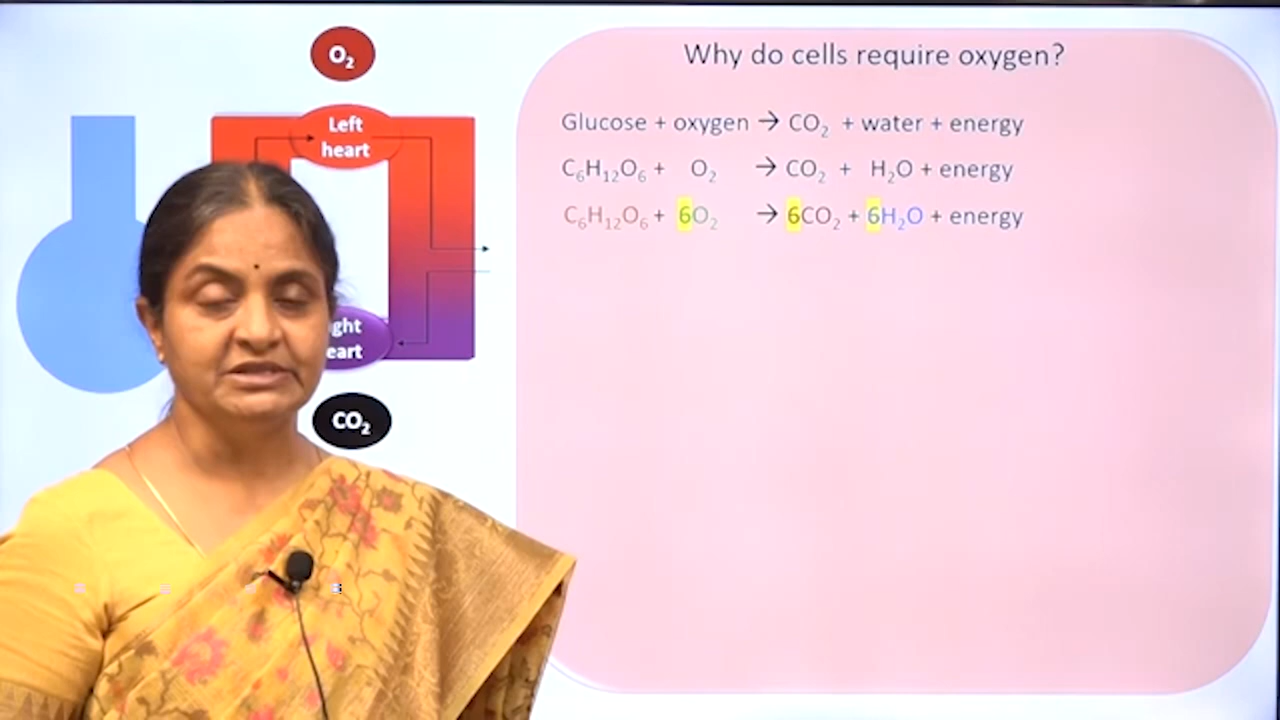 O₂
Left
heart
ght
eart
CO₂
Why do cells require oxygen?
Glucose + oxygen → CO₂ + water + energy
C₆H₁₂O₆ + O₂ → CO₂ + H₂O + energy
C₆H₁₂O₆ + 6O₂ → 6CO₂ + 6H₂O + energy